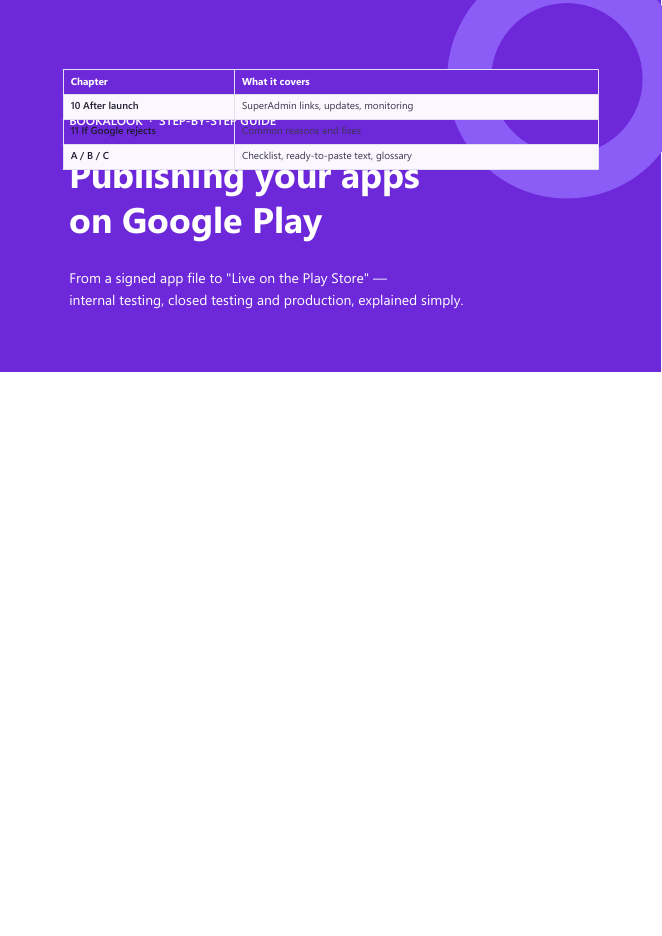 Chapter What it covers
10 After launch SuperAdmin links, updates, monitoring
BOOKALOOK · STEP-BY-STEP GUIDE
11 If Google rejects Common reasons and fixes
A / B / C Checklist, ready-to-paste text, glossary
Publishing your apps
on Google Play
From a signed app file to "Live on the Play Store" —
internal testing, closed testing and production, explained simply.